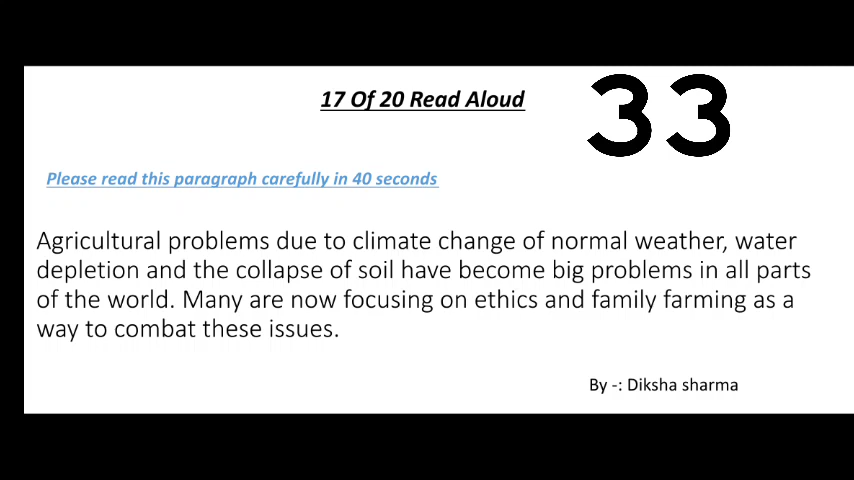 17 Of 20 Read Aloud
33
Please read this paragraph carefully in 40 seconds
Agricultural problems due to climate change of normal weather, water
depletion and the collapse of soil have become big problems in all parts
of the world. Many are now focusing on ethics and family farming as a
way to combat these issues.
By -: Diksha sharma